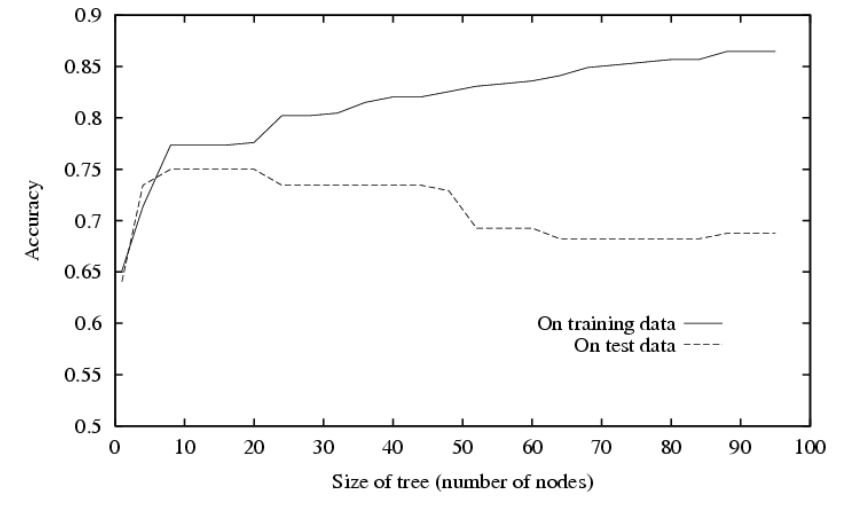 0.9
0.85
0.8
0.75
0.7
0.65
0.6
0.55
0.5
Accuracy
On training data
On test data
0 10 20 30 40 50 60 70 80 90 100
Size of tree (number of nodes)